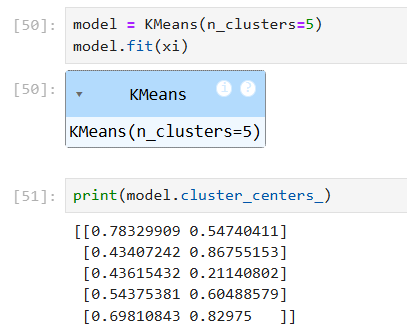 [50]: model = KMeans(n_clusters=5)
model.fit(xi)
[50]: ▾ KMeans i ?
KMeans(n_clusters=5)
[51]: print(model.cluster_centers_)
[[0.78329909 0.54740411]
 [0.43407242 0.86755153]
 [0.43615432 0.21140802]
 [0.54375381 0.60488579]
 [0.69810843 0.82975   ]]